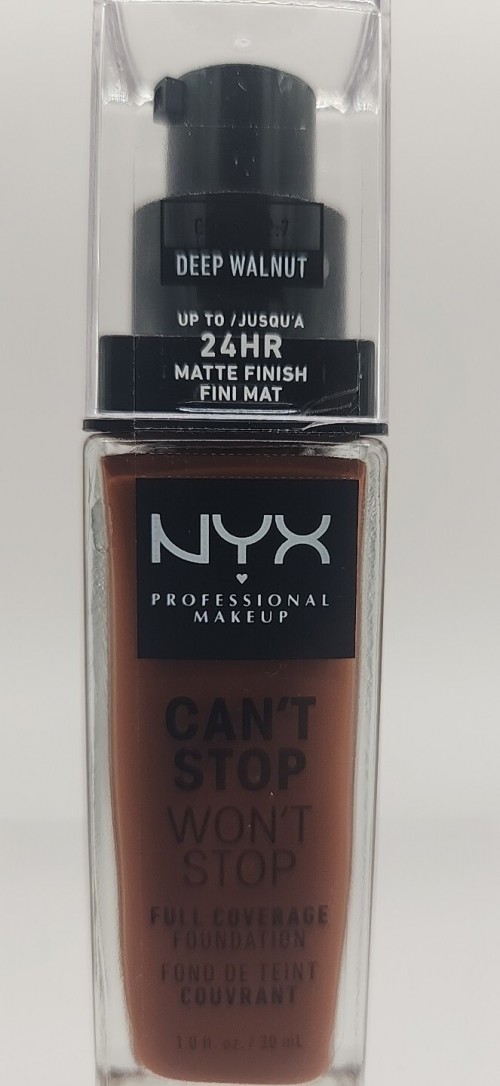 DEEP WALNUT
UP TO / JUSQU'A
24HR
MATTE FINISH
FINI MAT
NYX
PROFESSIONAL
MAKEUP
CAN'T
STOP
WON'T
STOP
FULL COVERAGE
FOUNDATION
FOND DE TEINT
COUVRANT
1.0 fl. oz. / 30 mL